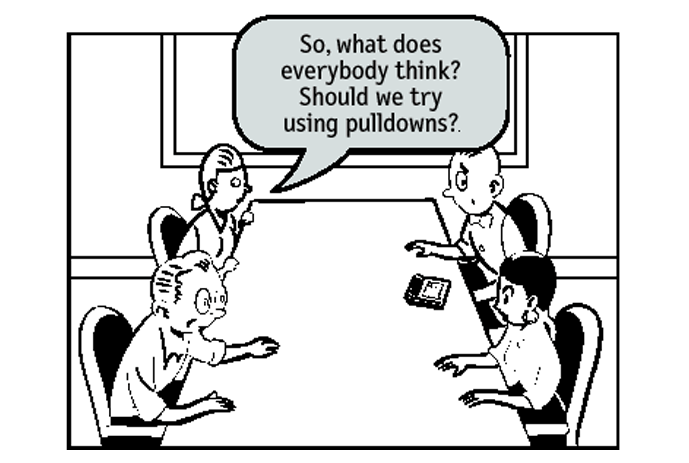 So, what does
everybody think?
Should we try
using pulldowns?